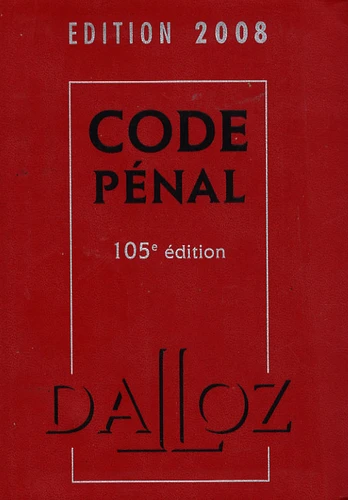 EDITION 2008
CODE
PÉNAL
105e édition
DALLOZ